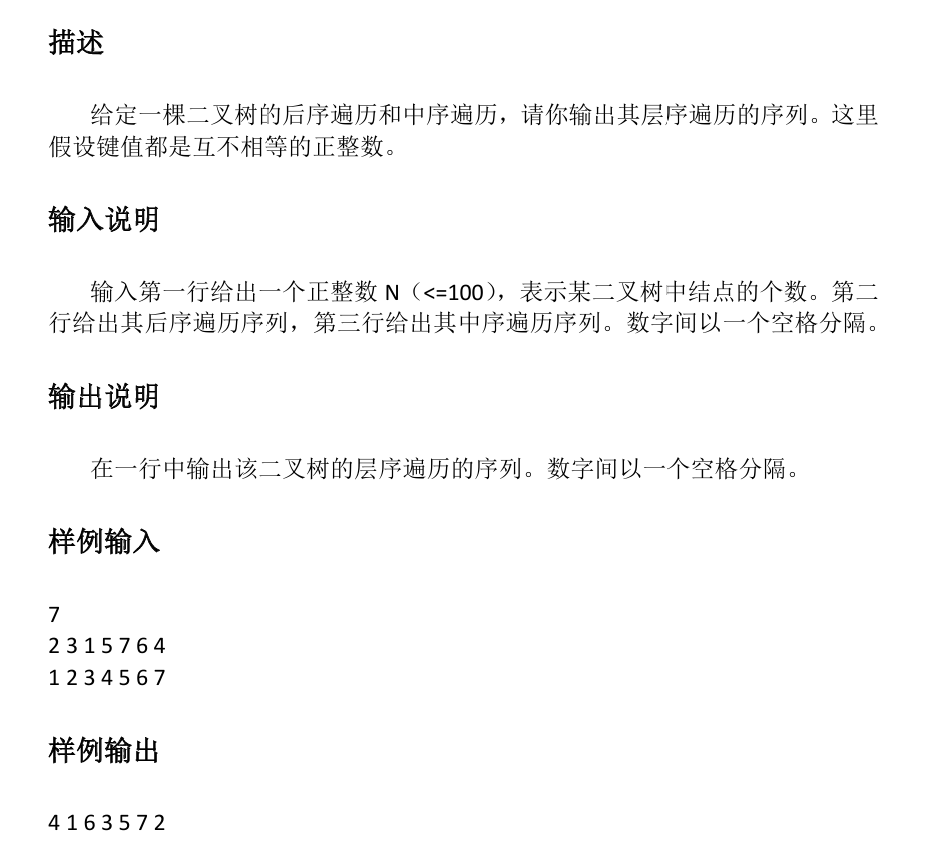 描述
给定一棵二叉树的后序遍历和中序遍历，请你输出其层序遍历的序列。这里
假设键值都是互不相等的正整数。
输入说明
输入第一行给出一个正整数 N（<=100），表示某二叉树中结点的个数。第二
行给出其后序遍历序列，第三行给出其中序遍历序列。数字间以一个空格分隔。
输出说明
在一行中输出该二叉树的层序遍历的序列。数字间以一个空格分隔。
样例输入
7
2 3 1 5 7 6 4
1 2 3 4 5 6 7
样例输出
4 1 6 3 5 7 2